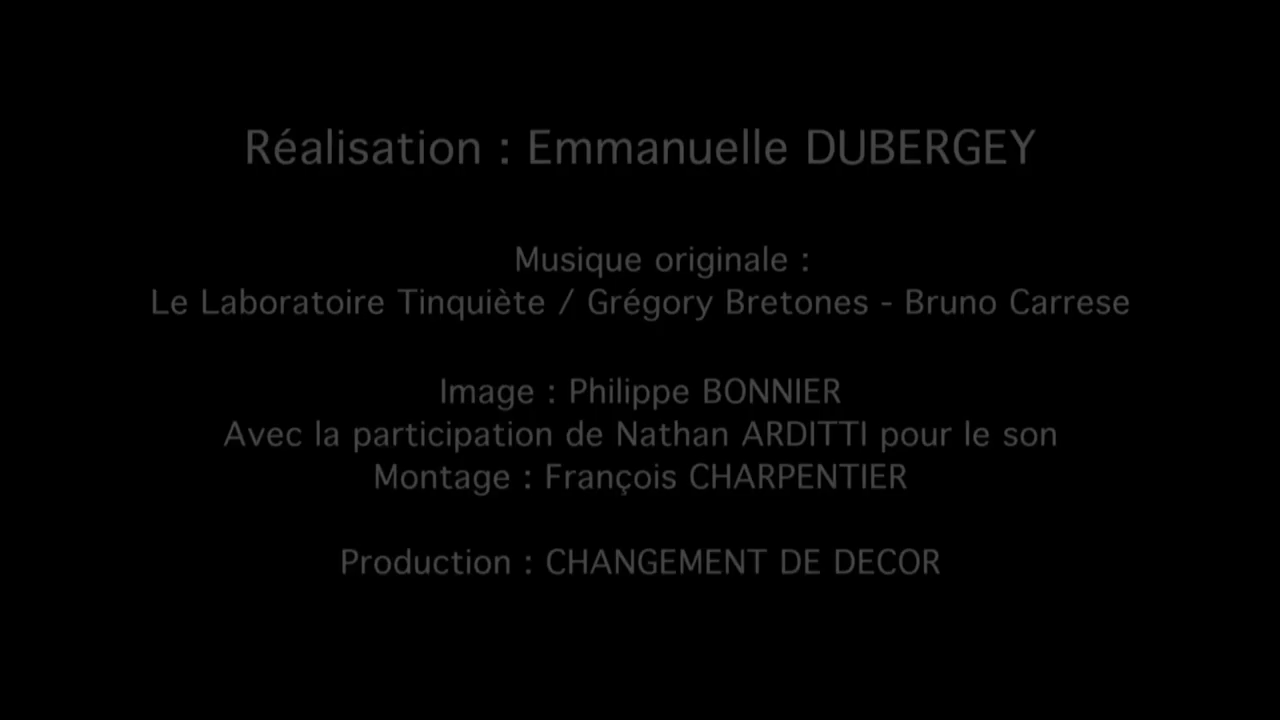 Réalisation : Emmanuelle DUBERGEY
Musique originale :
Le Laboratoire Tinquiète / Grégory Bretones - Bruno Carrese
Image : Philippe BONNIER
Avec la participation de Nathan ARDITTI pour le son
Montage : François CHARPENTIER
Production : CHANGEMENT DE DECOR